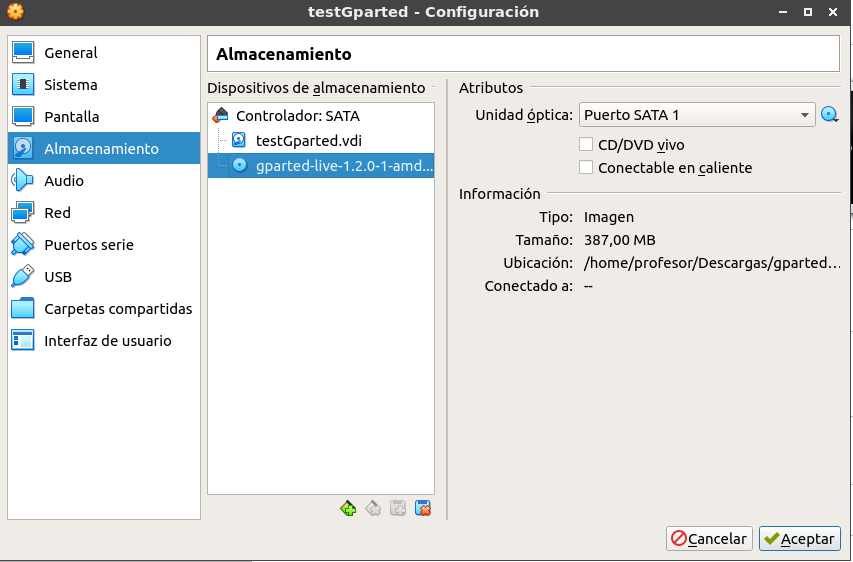 testGparted - Configuración
General
Sistema
Pantalla
Almacenamiento
Audio
Red
Puertos serie
USB
Carpetas compartidas
Interfaz de usuario
Almacenamiento
Dispositivos de almacenamiento
Controlador: SATA
testGparted.vdi
gparted-live-1.2.0-1-amd...
Atributos
Unidad óptica: Puerto SATA 1
CD/DVD vivo
Conectable en caliente
Información
Tipo: Imagen
Tamaño: 387,00 MB
Ubicación: /home/profesor/Descargas/gparted...
Conectado a: --
Cancelar Aceptar